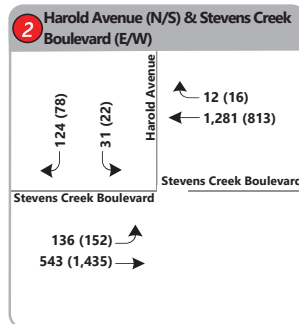 2
Harold Avenue (N/S) & Stevens Creek
Boulevard (E/W)
124 (78)
31 (22)
Harold Avenue
12 (16)
1,281 (813)
Stevens Creek Boulevard
Stevens Creek Boulevard
136 (152)
543 (1,435)